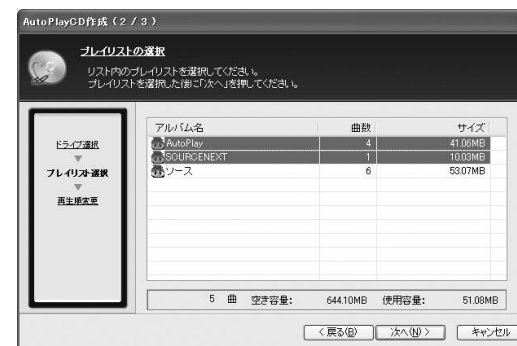 AutoPlayCD作成（2 / 3）
プレイリストの選択
リスト内のプレイリストを選択してください。
プレイリストを選択した後に「次へ」を押してください。
ドライブ選択
▼
プレイリスト選択
▼
再生順変更
アルバム名 曲数 サイズ
AutoPlay 4 41.06MB
SOURCENEXT 1 10.03MB
ソース 6 53.07MB
5 曲 空き容量: 644.10MB 使用容量: 51.08MB
< 戻る(B) 次へ(N) > キャンセル